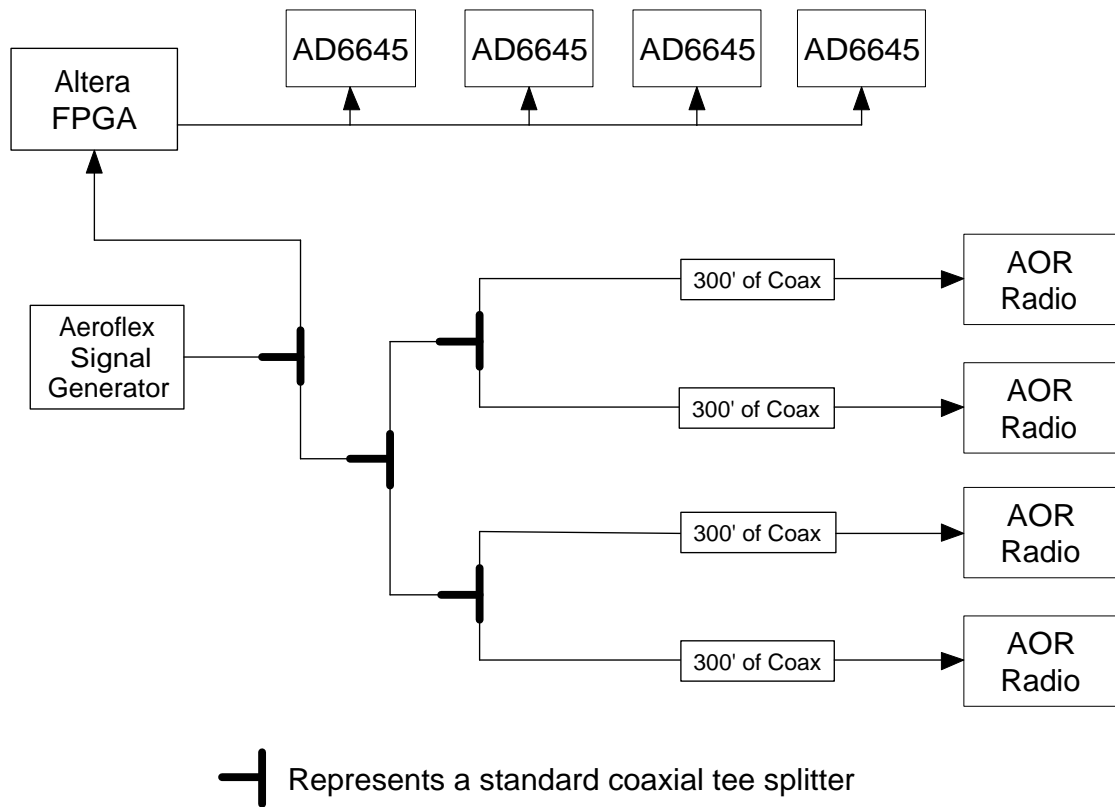 Altera
FPGA
AD6645
AD6645
AD6645
AD6645
Aeroflex
Signal
Generator
300' of Coax
AOR
Radio
300' of Coax
AOR
Radio
300' of Coax
AOR
Radio
300' of Coax
AOR
Radio
Represents a standard coaxial tee splitter